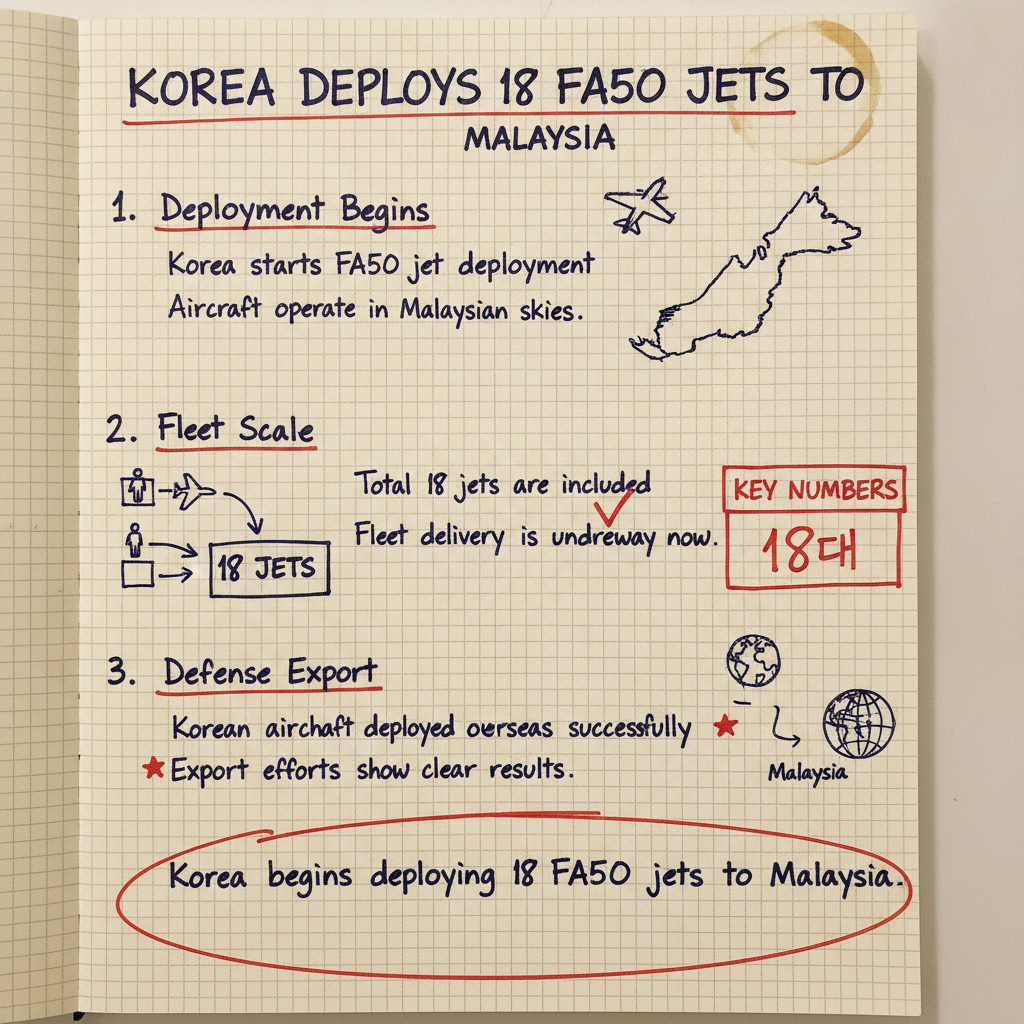 KOREA DEPLOYS 18 FA50 JETS TO
MALAYSIA
1. Deployment Begins
Korea starts FA50 jet deployment
Aircraft operate in Malaysian skies.
2. Fleet Scale
18 JETS
Total 18 jets are included
Fleet delivery is undreway now.
KEY NUMBERS
18대
3. Defense Export
Korean airchaft deployed overseas successfully
Export efforts show clear results.
Malaysia
Korea begins deploying 18 FA50 jets to Malaysia.